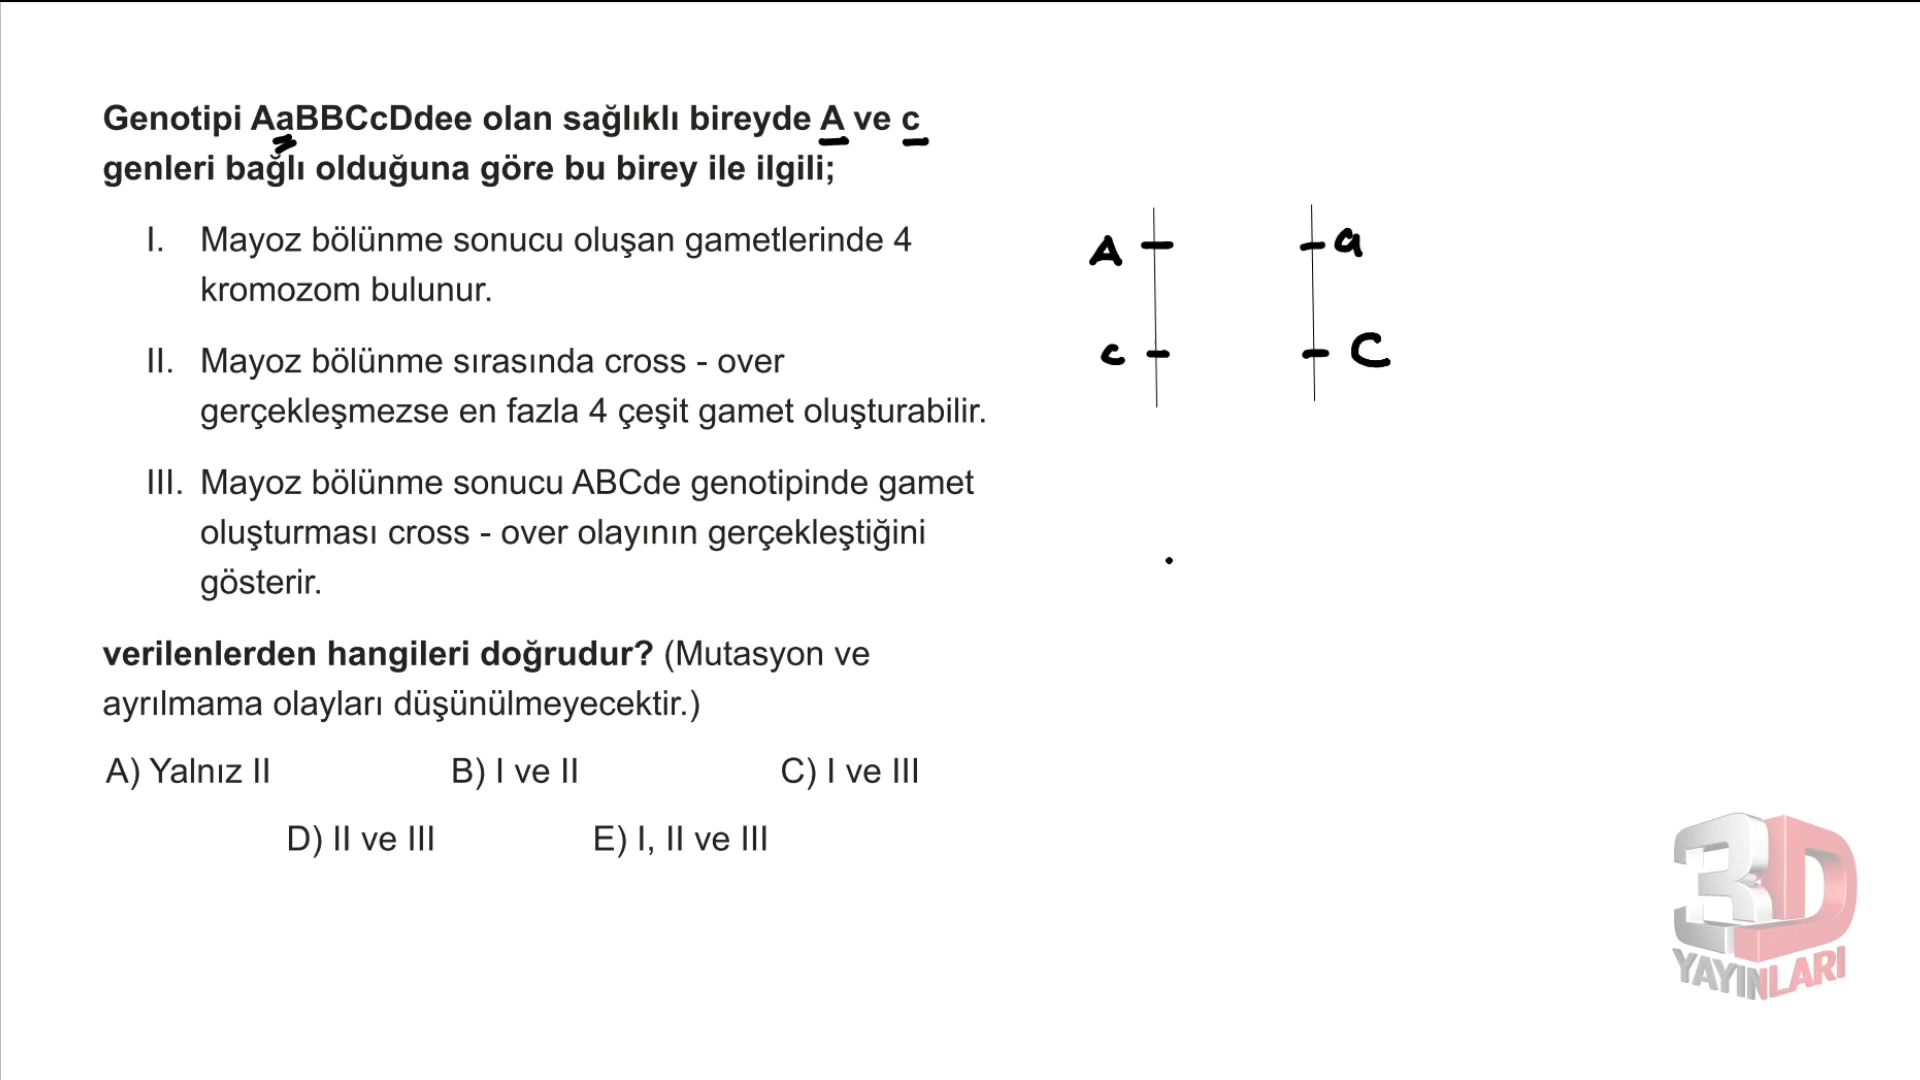 Genotipi AaBBCcDdee olan sağlıklı bireyde A ve c
genleri bağlı olduğuna göre bu birey ile ilgili;
I. Mayoz bölünme sonucu oluşan gametlerinde 4
kromozom bulunur.
II. Mayoz bölünme sırasında cross - over
gerçekleşmezse en fazla 4 çeşit gamet oluşturabilir.
III. Mayoz bölünme sonucu ABCde genotipinde gamet
oluşturması cross - over olayının gerçekleştiğini
gösterir.
verilenlerden hangileri doğrudur? (Mutasyon ve
ayrılmama olayları düşünülmeyecektir.)
A) Yalnız II B) I ve II C) I ve III
D) II ve III E) I, II ve III
A a
c C
3D
YAYINLARI